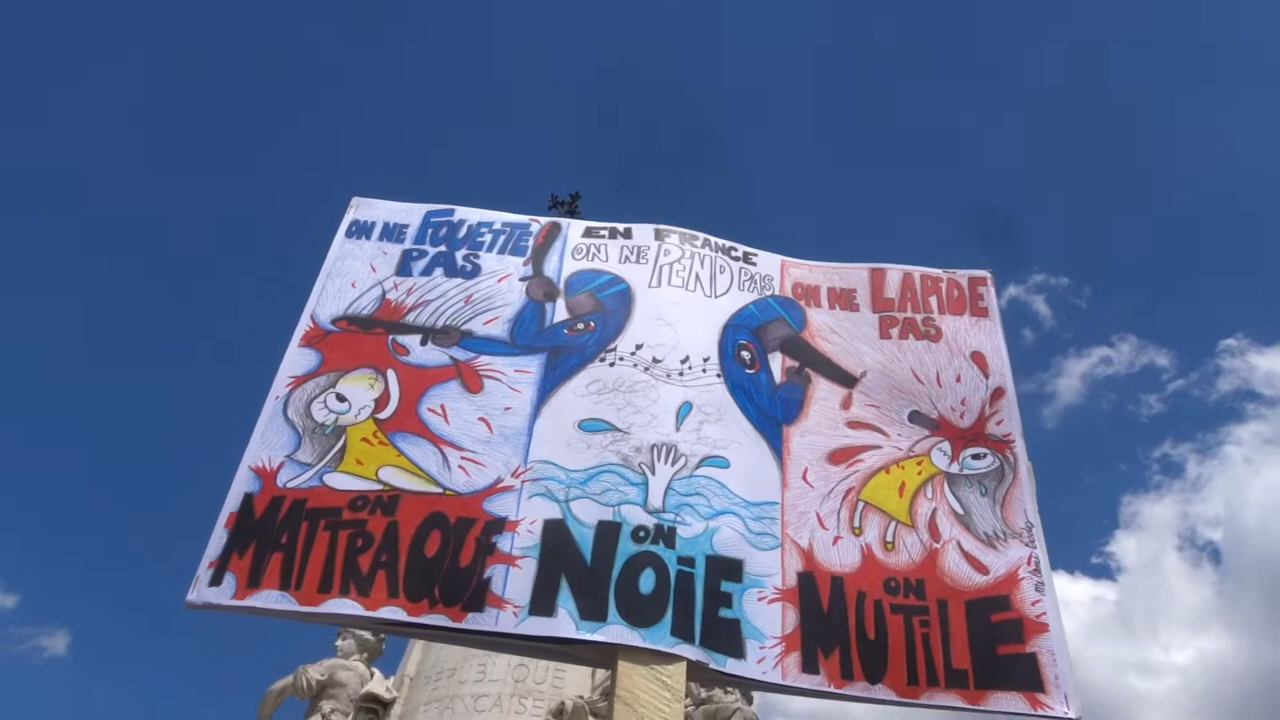 ON NE FOUETTE
PAS
ON
MATTRAQUE
EN FRANCE
ON NE PEND PAS
ON
NOIE
ON NE LAPIDE
PAS
ON
MUTILE
REPUBLIQUE
FRANÇAISE